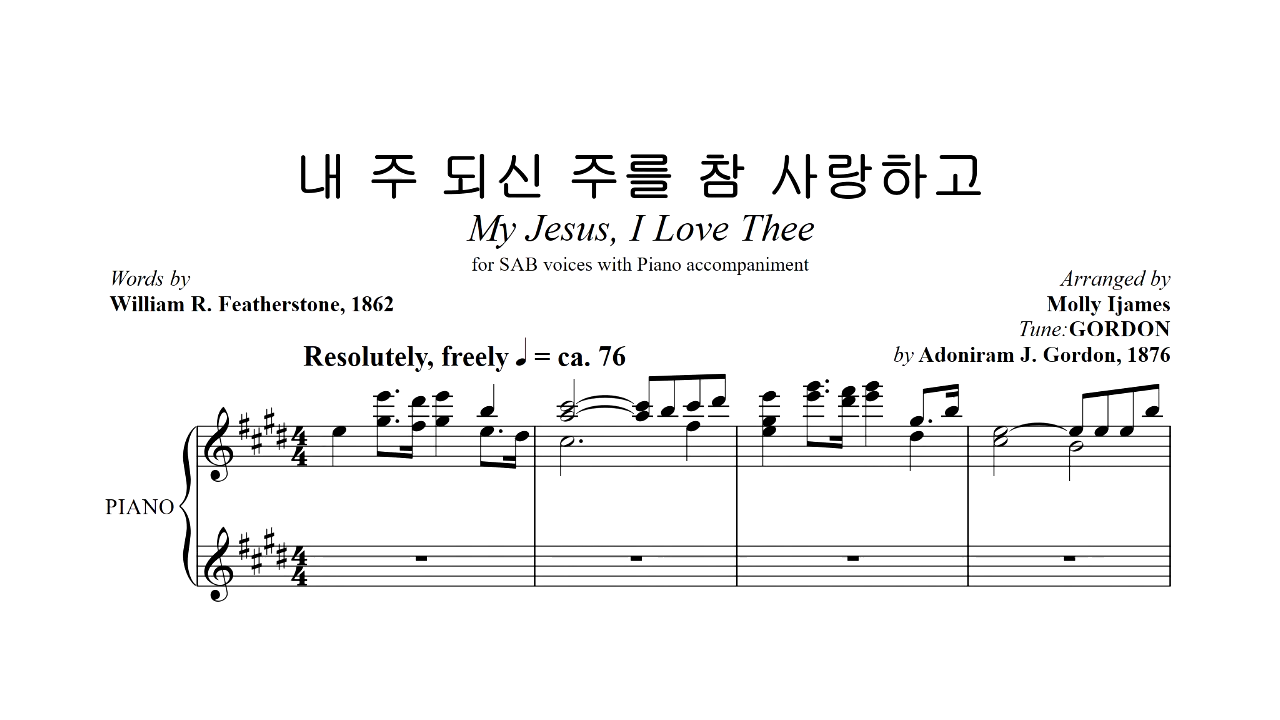 내 주 되신 주를 참 사랑하고
My Jesus, I Love Thee
for SAB voices with Piano accompaniment
Words by
William R. Featherstone, 1862
Arranged by
Molly Ijames
Tune:GORDON
by Adoniram J. Gordon, 1876
Resolutely, freely ♩ = ca. 76
PIANO